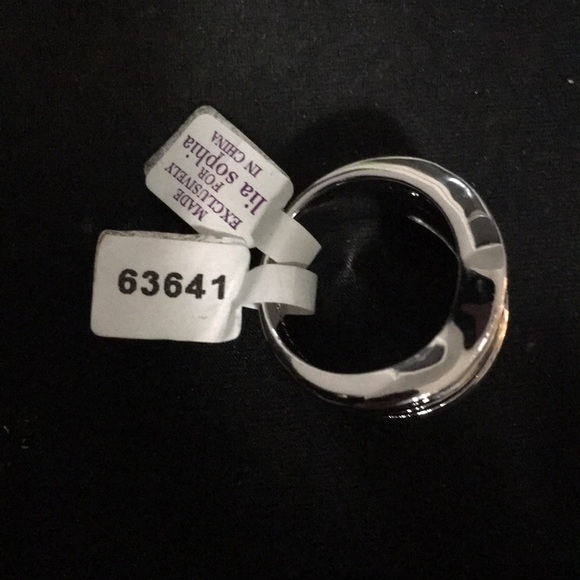 MADE
EXCLUSIVELY
FOR
lia sophia
IN CHINA
63641